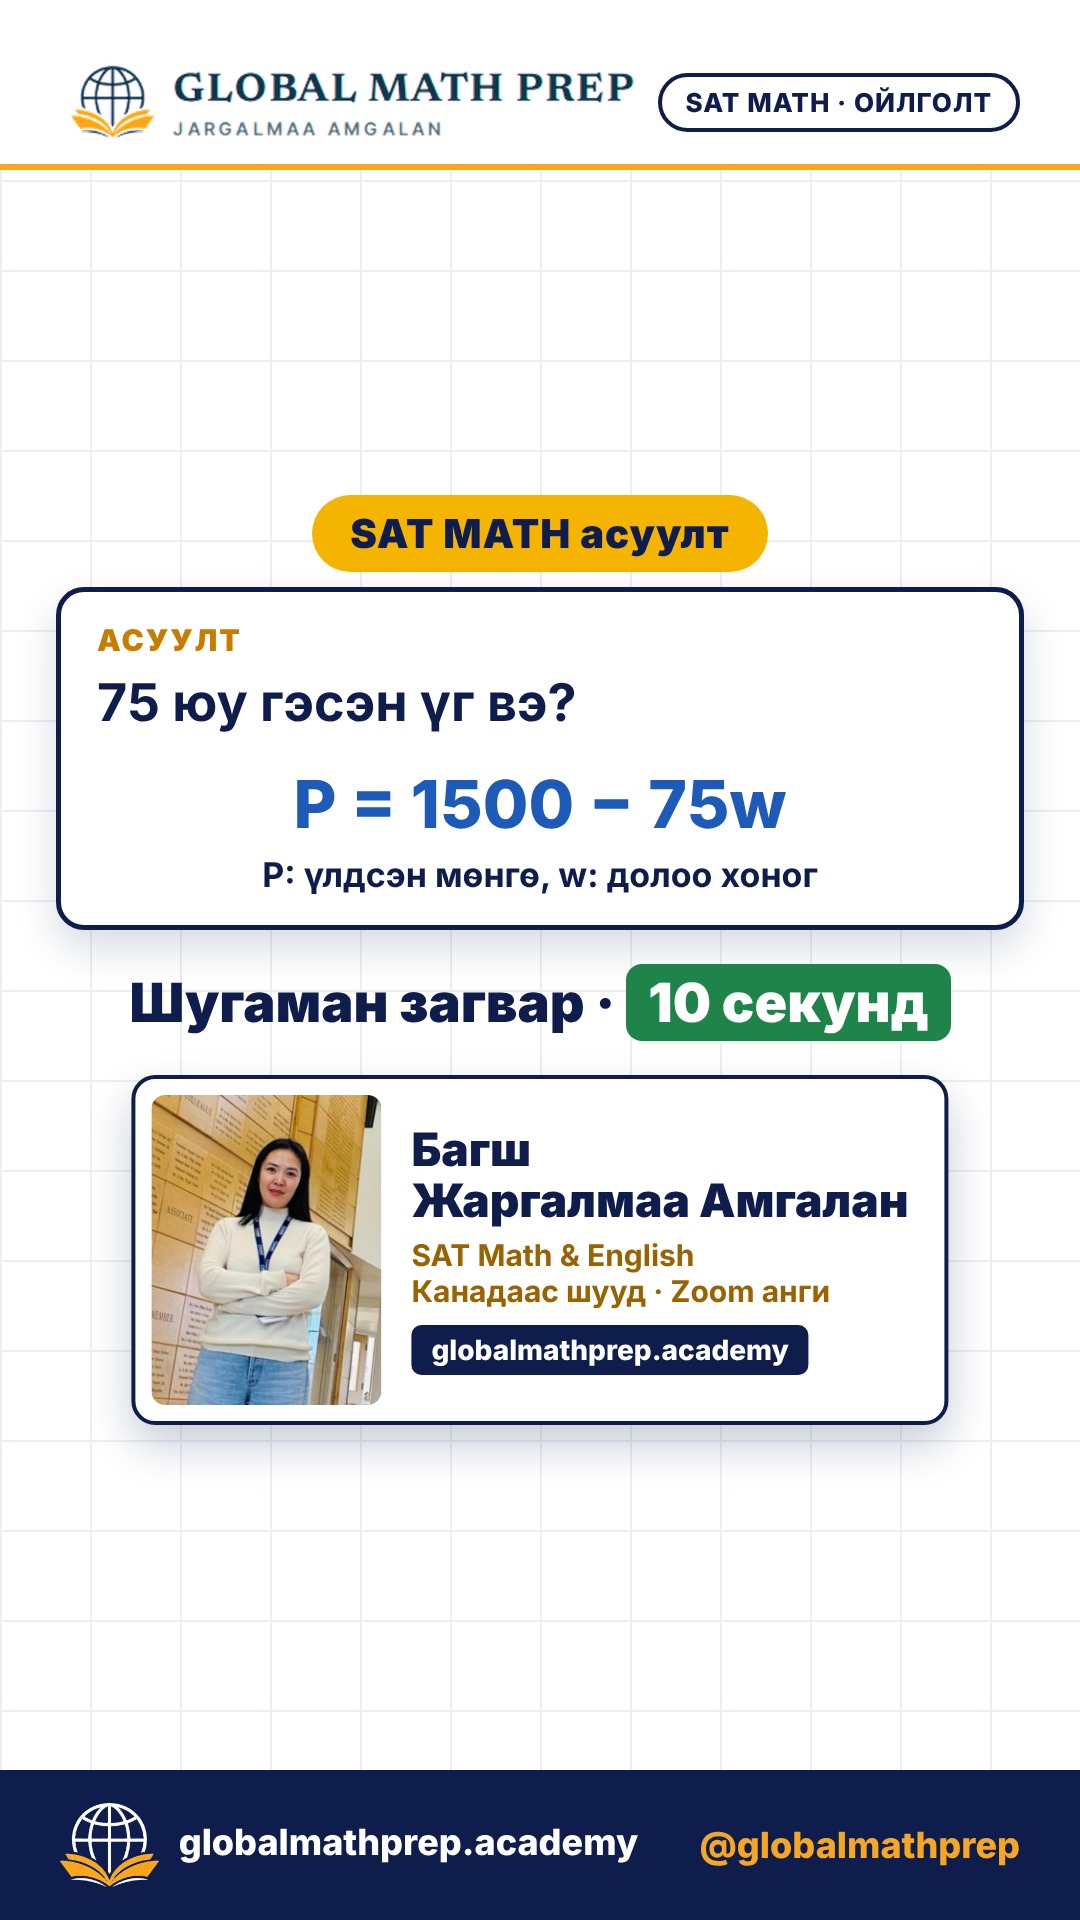 GLOBAL MATH PREP
JARGALMAA AMGALAN
SAT MATH · ОЙЛГОЛТ
SAT MATH асуулт
АСУУЛТ
75 юу гэсэн үг вэ?
P = 1500 − 75w
P: үлдсэн мөнгө, w: долоо хоног
Шугаман загвар · 10 секунд
ASSOCIATE
Багш
Жаргалмаа Амгалан
SAT Math & English
Канадаас шууд · Zoom анги
globalmathprep.academy
globalmathprep.academy
@globalmathprep